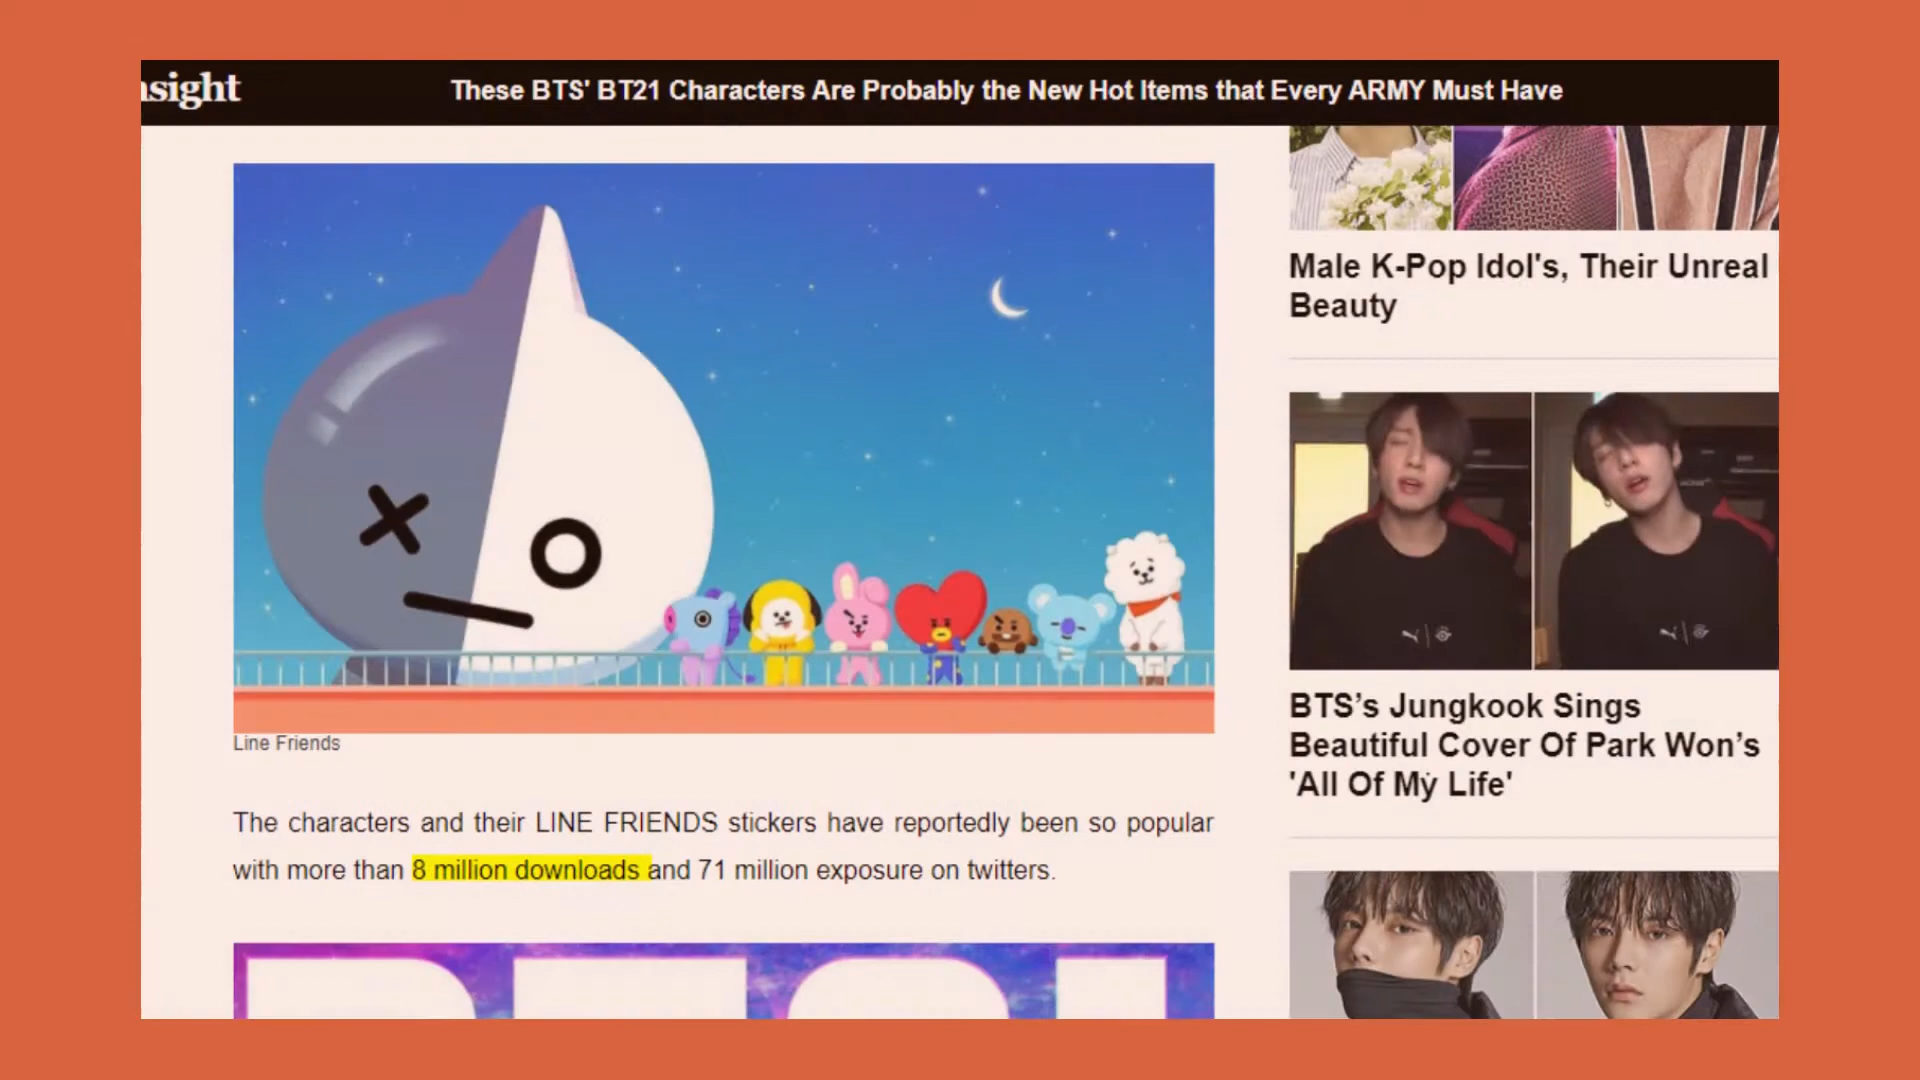 nsight
These BTS' BT21 Characters Are Probably the New Hot Items that Every ARMY Must Have
Line Friends
The characters and their LINE FRIENDS stickers have reportedly been so popular
with more than 8 million downloads and 71 million exposure on twitters.
Male K-Pop Idol's, Their Unreal
Beauty
BTS’s Jungkook Sings
Beautiful Cover Of Park Won’s
'All Of My Life'